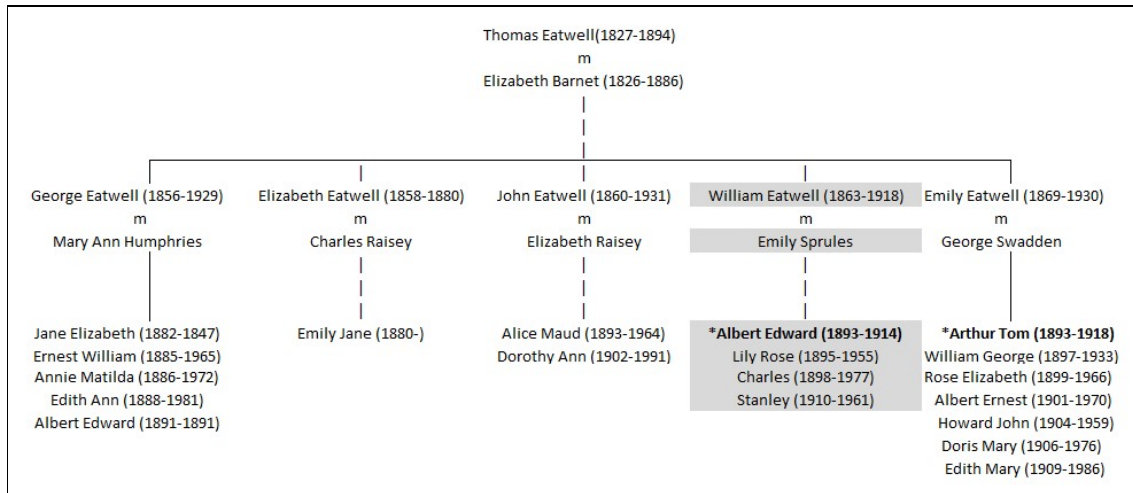 Thomas Eatwell(1827-1894)
m
Elizabeth Barnet (1826-1886)
George Eatwell (1856-1929)
m
Mary Ann Humphries
Jane Elizabeth (1882-1847)
Ernest William (1885-1965)
Annie Matilda (1886-1972)
Edith Ann (1888-1981)
Albert Edward (1891-1891)
Elizabeth Eatwell (1858-1880)
m
Charles Raisey
Emily Jane (1880-)
John Eatwell (1860-1931)
m
Elizabeth Raisey
Alice Maud (1893-1964)
Dorothy Ann (1902-1991)
William Eatwell (1863-1918)
m
Emily Sprules
*Albert Edward (1893-1914)
Lily Rose (1895-1955)
Charles (1898-1977)
Stanley (1910-1961)
Emily Eatwell (1869-1930)
m
George Swadden
*Arthur Tom (1893-1918)
William George (1897-1933)
Rose Elizabeth (1899-1966)
Albert Ernest (1901-1970)
Howard John (1904-1959)
Doris Mary (1906-1976)
Edith Mary (1909-1986)